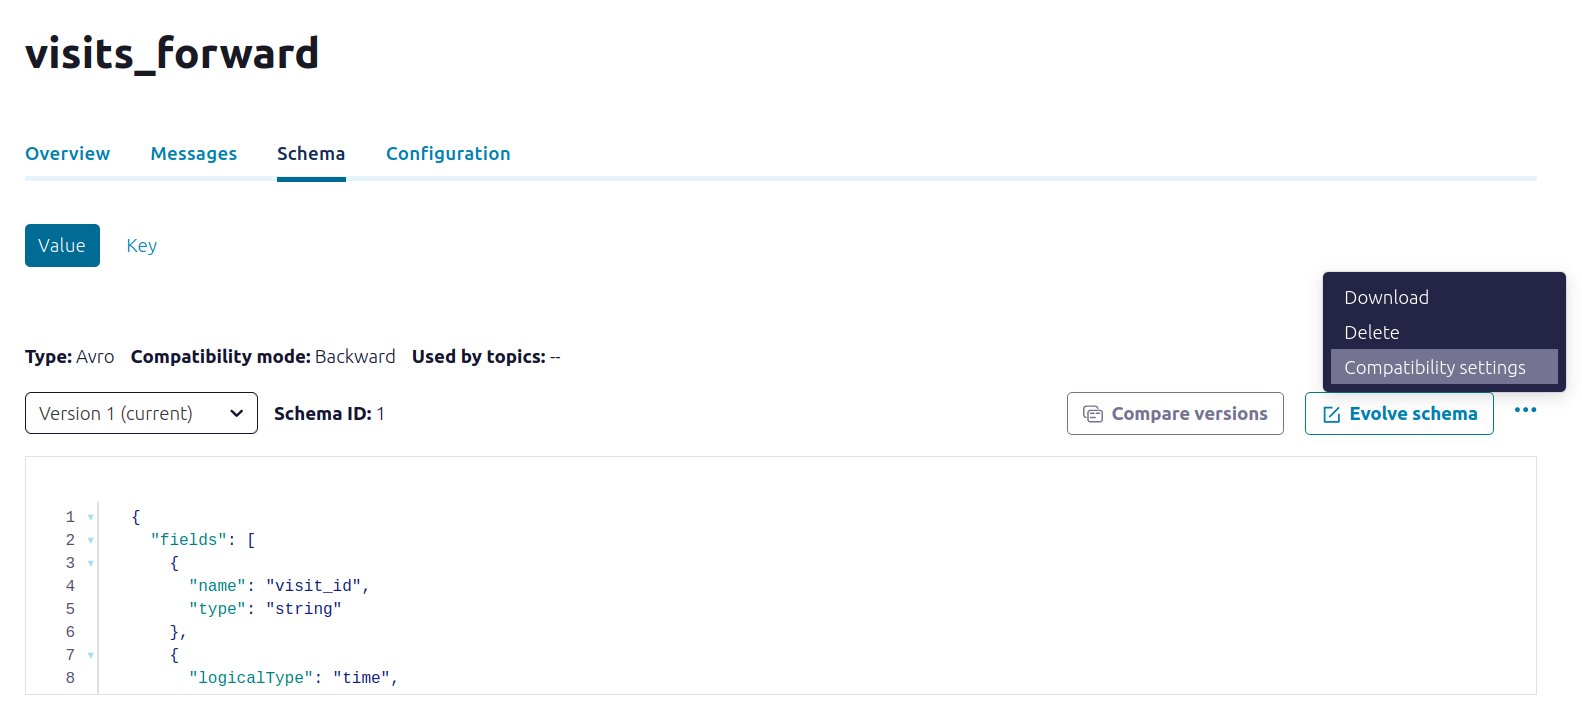 visits_forward
Overview Messages Schema Configuration
Value Key
Download
Delete
Compatibility settings
Type: Avro Compatibility mode: Backward Used by topics: --
Version 1 (current) Schema ID: 1 Compare versions Evolve schema
1 {
2 "fields": [
3 {
4 "name": "visit_id",
5 "type": "string"
6 },
7 {
8 "logicalType": "time",